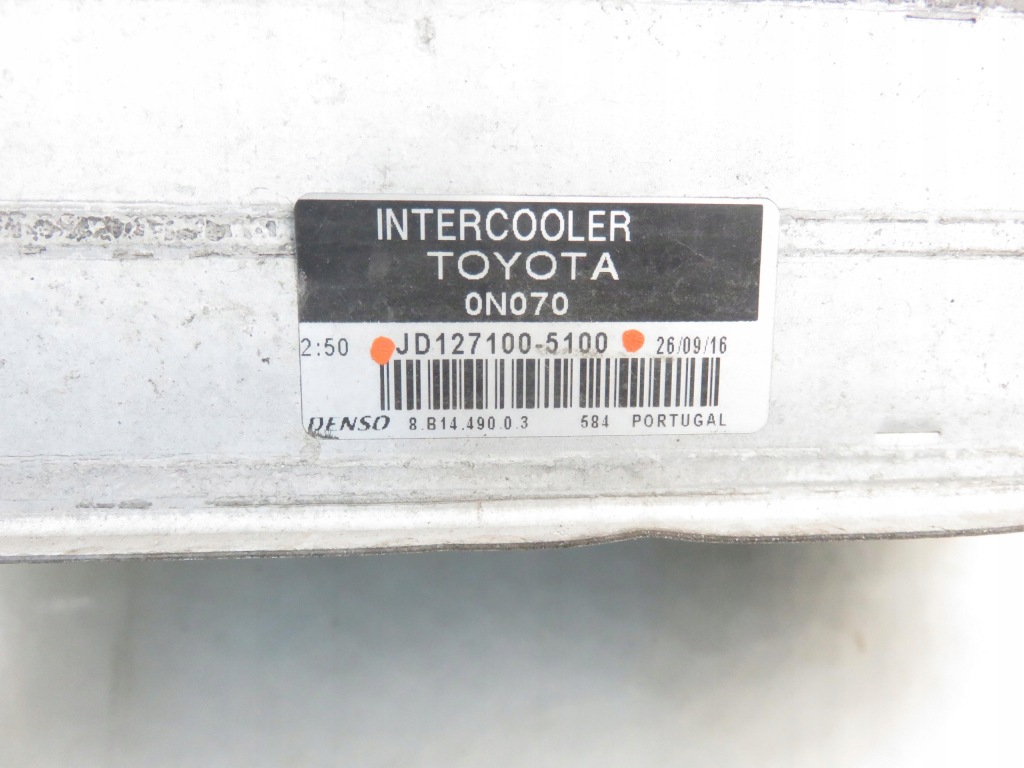 INTERCOOLER
TOYOTA
0N070
2:50 JD127100-5100 26/09/16
DENSO 8.B14.490.0.3 584 PORTUGAL